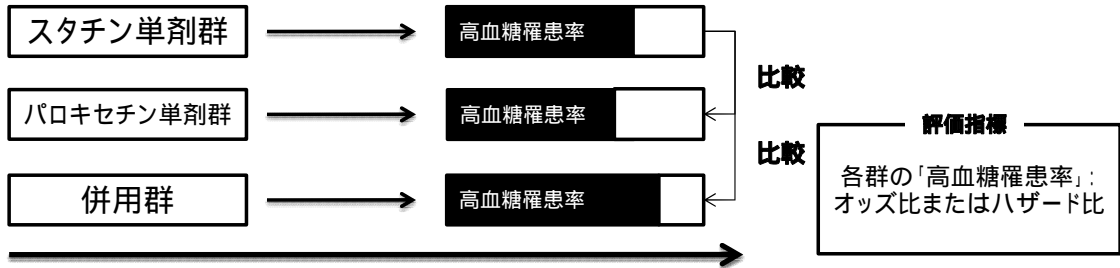 スタチン単剤群
高血糖罹患率
比較
パロキセチン単剤群
高血糖罹患率
評価指標
比較
各群の「高血糖罹患率」:
オッズ比またはハザード比
併用群
高血糖罹患率